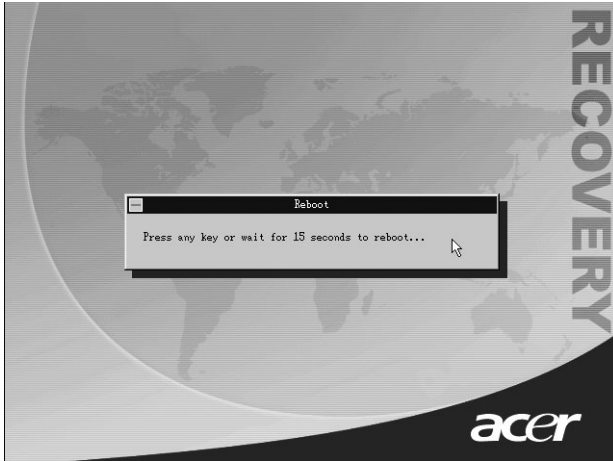 RECOVERY
Reboot
Press any key or wait for 15 seconds to reboot...
acer